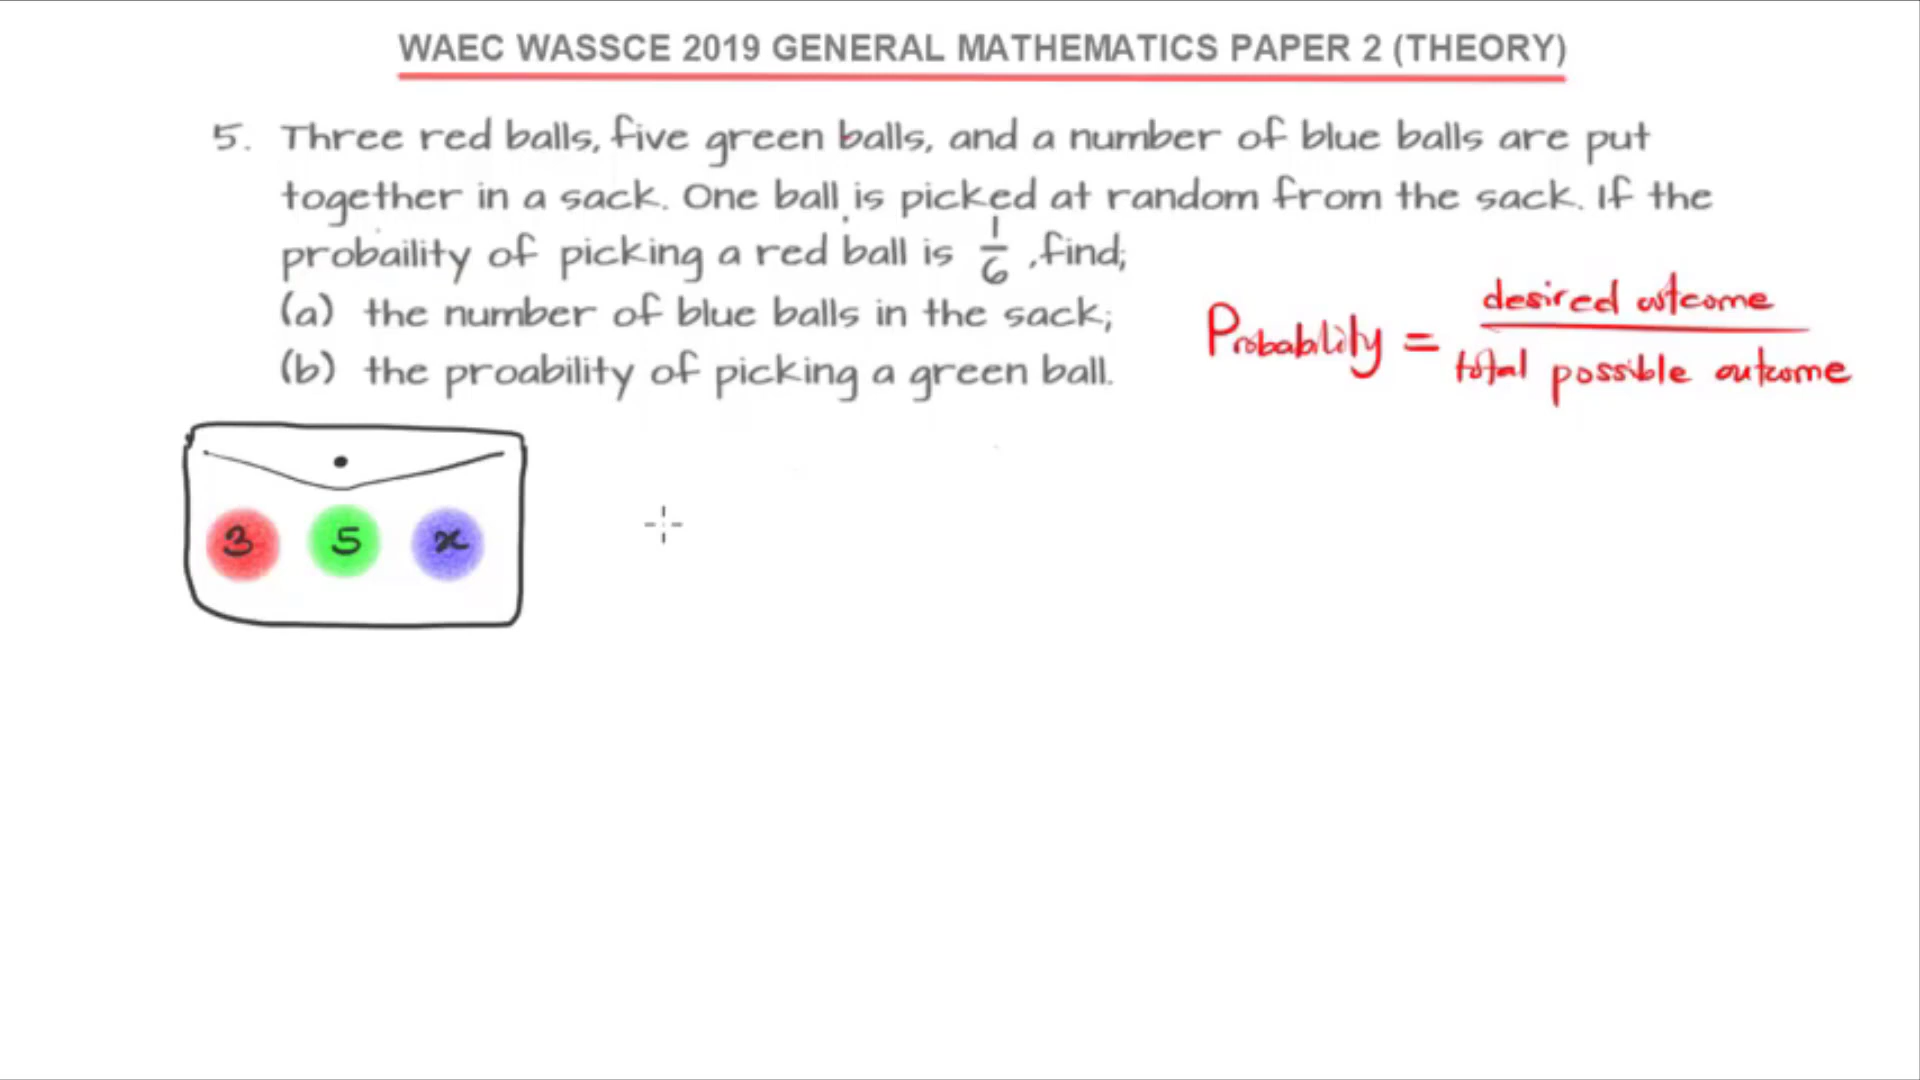 WAEC WASSCE 2019 GENERAL MATHEMATICS PAPER 2 (THEORY)
5. Three red balls, five green balls, and a number of blue balls are put
together in a sack. One ball is picked at random from the sack. If the
probaility of picking a red ball is 1/6 ,find;
(a) the number of blue balls in the sack;
(b) the proability of picking a green ball.
Probability = desired outcome
total possible outcome
3 5 x